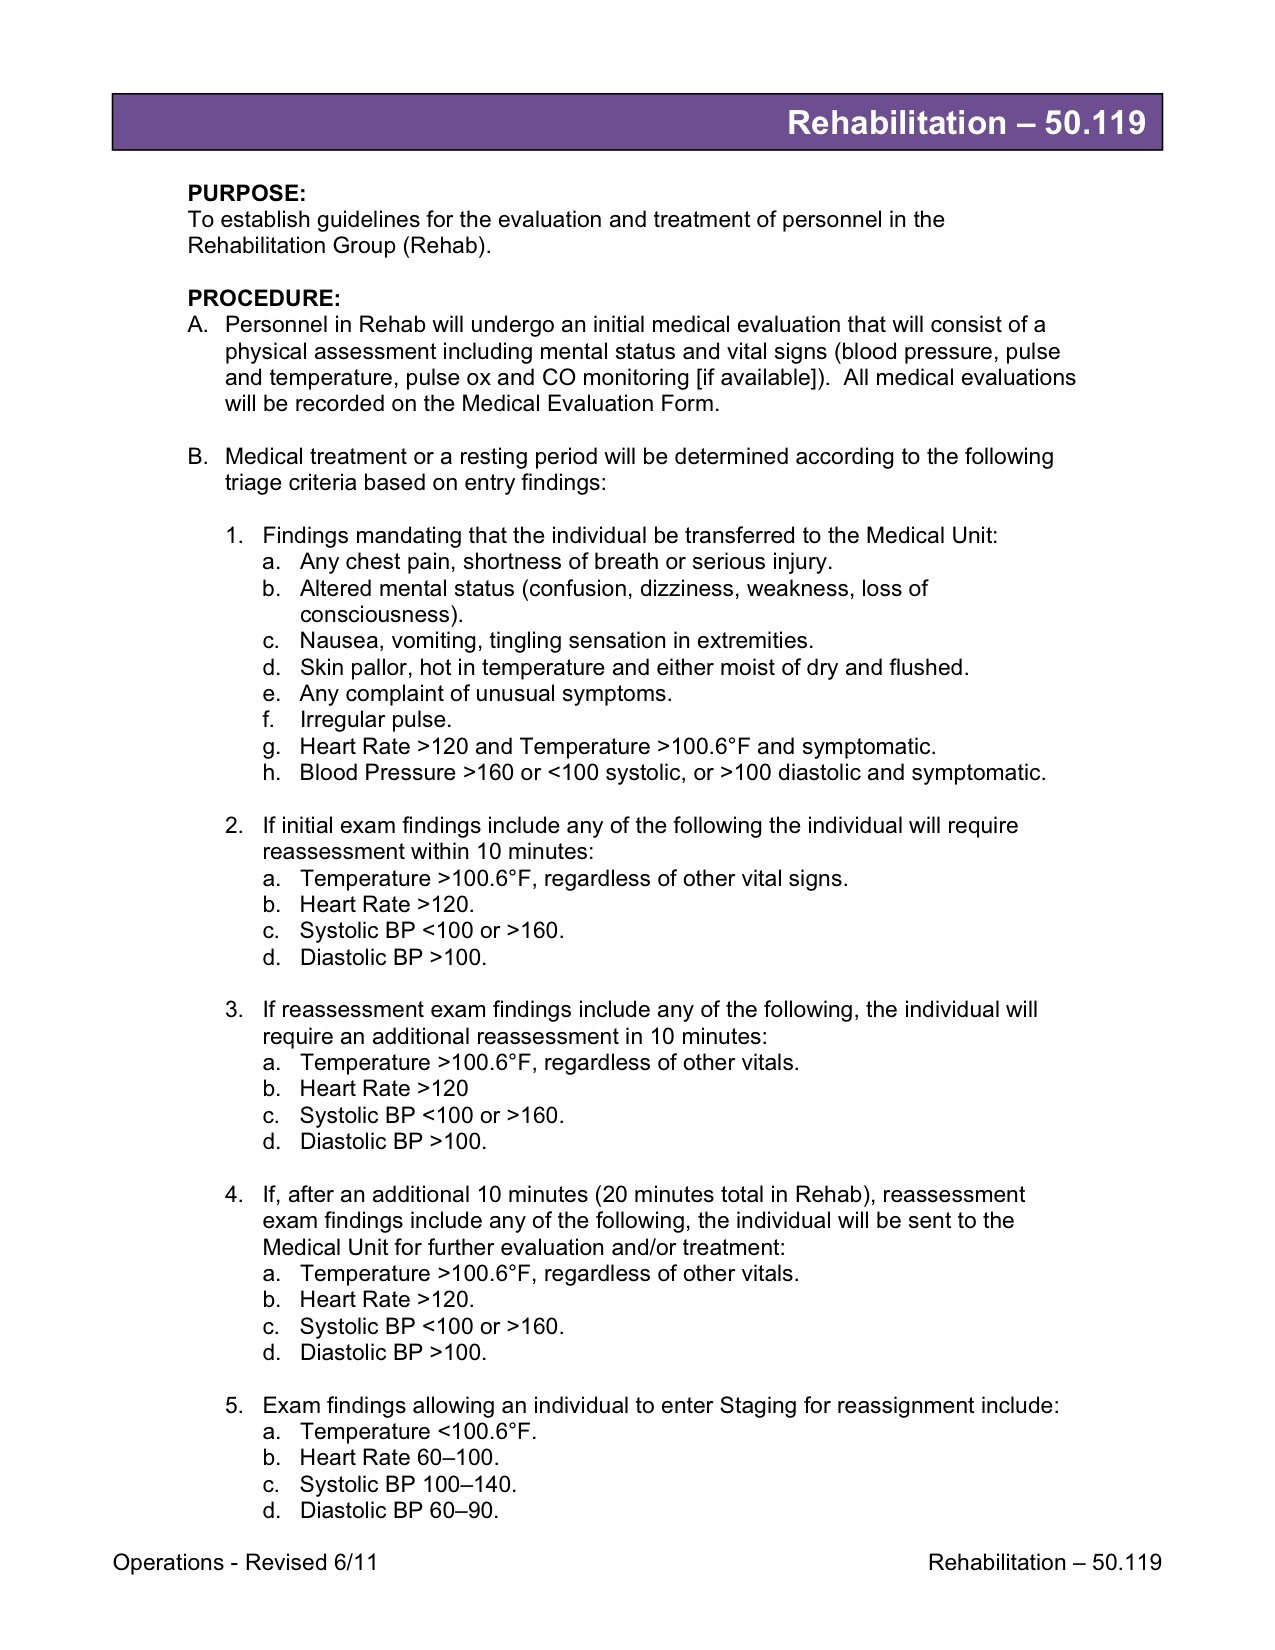 Rehabilitation – 50.119
PURPOSE:
To establish guidelines for the evaluation and treatment of personnel in the
Rehabilitation Group (Rehab).
PROCEDURE:
A. Personnel in Rehab will undergo an initial medical evaluation that will consist of a
physical assessment including mental status and vital signs (blood pressure, pulse
and temperature, pulse ox and CO monitoring [if available]).  All medical evaluations
will be recorded on the Medical Evaluation Form.
B. Medical treatment or a resting period will be determined according to the following
triage criteria based on entry findings:
1. Findings mandating that the individual be transferred to the Medical Unit:
a. Any chest pain, shortness of breath or serious injury.
b. Altered mental status (confusion, dizziness, weakness, loss of
consciousness).
c. Nausea, vomiting, tingling sensation in extremities.
d. Skin pallor, hot in temperature and either moist of dry and flushed.
e. Any complaint of unusual symptoms.
f. Irregular pulse.
g. Heart Rate >120 and Temperature >100.6°F and symptomatic.
h. Blood Pressure >160 or <100 systolic, or >100 diastolic and symptomatic.
2. If initial exam findings include any of the following the individual will require
reassessment within 10 minutes:
a. Temperature >100.6°F, regardless of other vital signs.
b. Heart Rate >120.
c. Systolic BP <100 or >160.
d. Diastolic BP >100.
3. If reassessment exam findings include any of the following, the individual will
require an additional reassessment in 10 minutes:
a. Temperature >100.6°F, regardless of other vitals.
b. Heart Rate >120
c. Systolic BP <100 or >160.
d. Diastolic BP >100.
4. If, after an additional 10 minutes (20 minutes total in Rehab), reassessment
exam findings include any of the following, the individual will be sent to the
Medical Unit for further evaluation and/or treatment:
a. Temperature >100.6°F, regardless of other vitals.
b. Heart Rate >120.
c. Systolic BP <100 or >160.
d. Diastolic BP >100.
5. Exam findings allowing an individual to enter Staging for reassignment include:
a. Temperature <100.6°F.
b. Heart Rate 60–100.
c. Systolic BP 100–140.
d. Diastolic BP 60–90.
Operations - Revised 6/11 Rehabilitation – 50.119